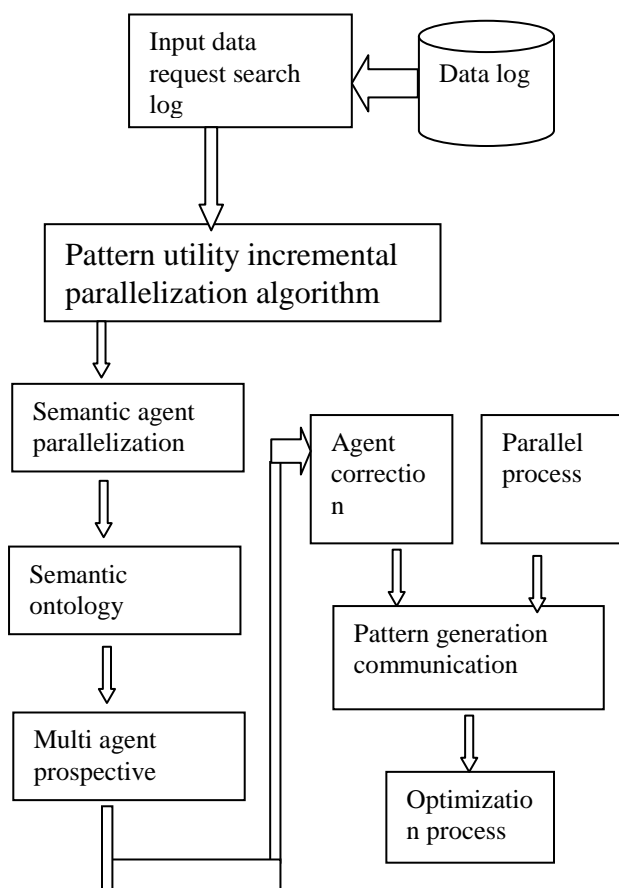 Input data
request search
log
Data log
Pattern utility incremental
parallelization algorithm
Semantic agent
parallelization
Agent
correctio
n
Parallel
process
Semantic
ontology
Pattern generation
communication
Multi agent
prospective
Optimizatio
n process